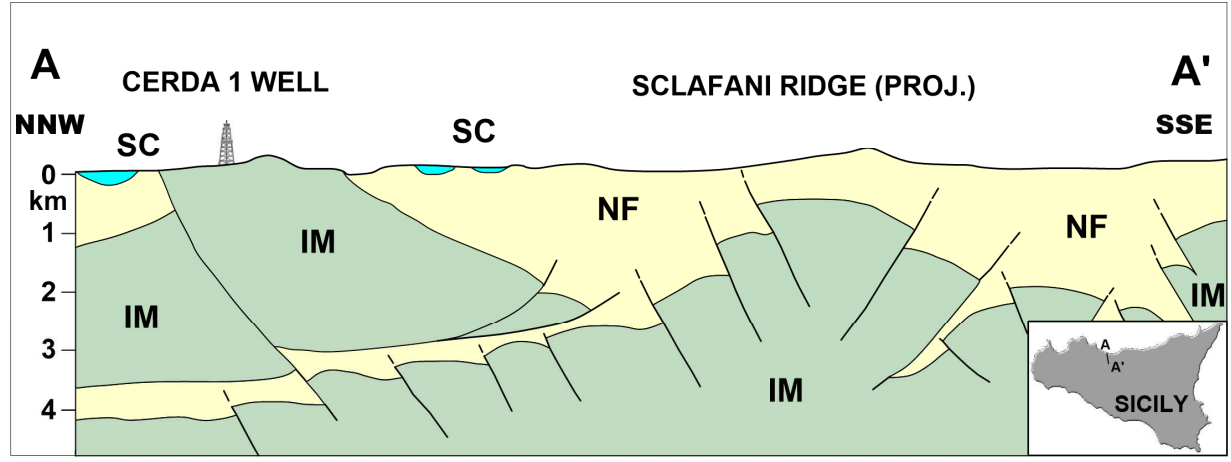 A
A'
CERDA 1 WELL
SCLAFANI RIDGE (PROJ.)
NNW
SSE
SC
SC
0
km
1
2
3
4
NF
NF
IM
IM
IM
IM
A
A'
SICILY